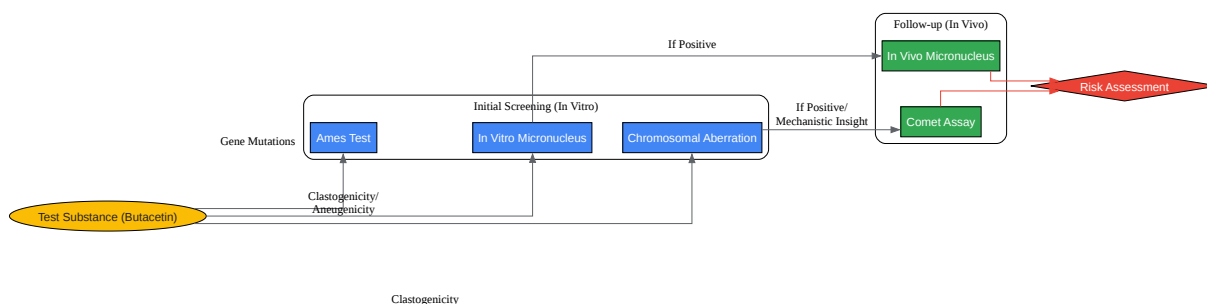 Follow-up (In Vivo)
If Positive
In Vivo Micronucleus
Risk Assessment
Initial Screening (In Vitro)
If Positive/
Mechanistic Insight
Comet Assay
Gene Mutations
Ames Test
In Vitro Micronucleus
Chromosomal Aberration
Clastogenicity/
Aneugenicity
Test Substance (Butacetin)
Clastogenicity